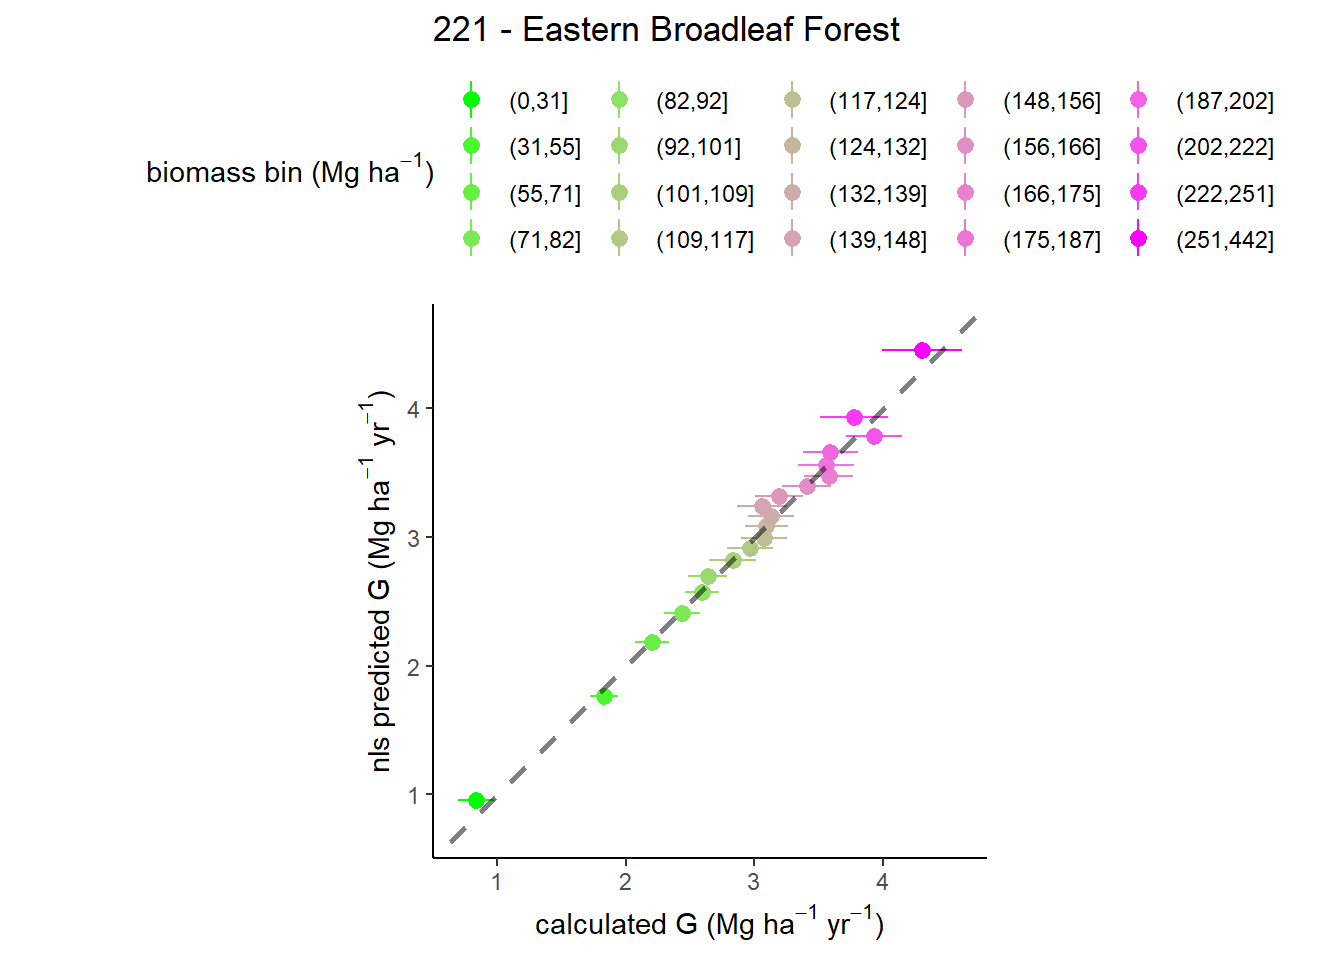 221 - Eastern Broadleaf Forest
biomass bin (Mg ha⁻¹)
(0,31] (82,92] (117,124] (148,156] (187,202]
(31,55] (92,101] (124,132] (156,166] (202,222]
(55,71] (101,109] (132,139] (166,175] (222,251]
(71,82] (109,117] (139,148] (175,187] (251,442]
nls predicted G (Mg ha⁻¹ yr⁻¹)
4
3
2
1
1 2 3 4
calculated G (Mg ha⁻¹ yr⁻¹)